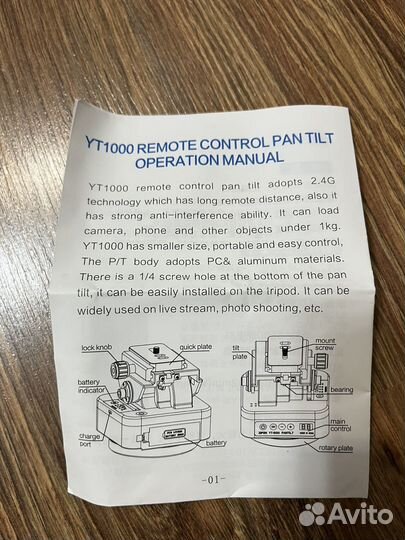 YT1000 REMOTE CONTROL PAN TILT
OPERATION MANUAL
YT1000 remote control pan tilt adopts 2.4G
technology which has long remote distance, also it
has strong anti-interference ability. It can load
camera, phone and other objects under 1kg.
YT1000 has smaller size, portable and easy control,
The P/T body adopts PC& aluminum materials.
There is a 1/4 screw hole at the bottom of the pan
tilt, it can be easily installed on the tripod. It can be
widely used on live stream, photo shooting, etc.
lock knob
quick plate
battery
indicator
charge
port
battery
tilt
plate
mount
screw
bearing
main
control
rotary plate
YT1000 PANTILT
-01-
Avito